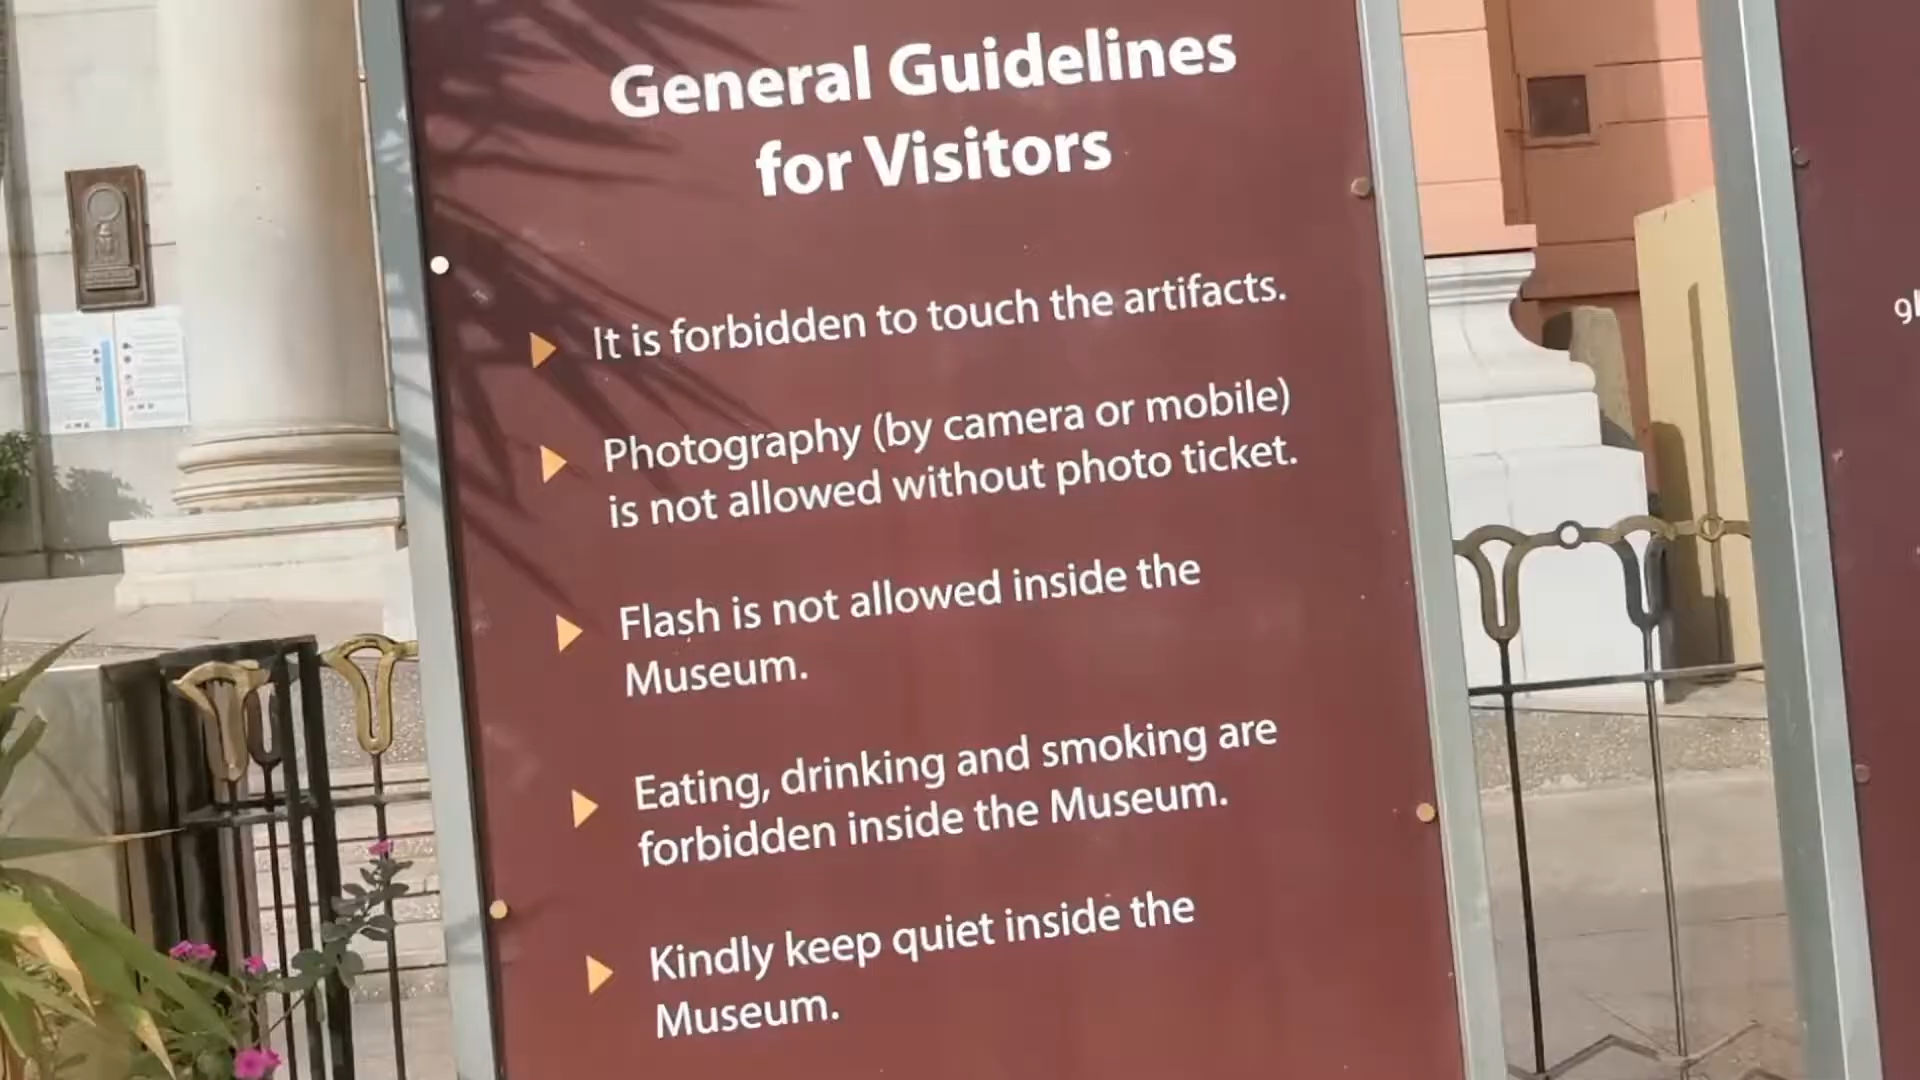 General Guidelines
for Visitors
It is forbidden to touch the artifacts.
Photography (by camera or mobile)
is not allowed without photo ticket.
Flash is not allowed inside the
Museum.
Eating, drinking and smoking are
forbidden inside the Museum.
Kindly keep quiet inside the
Museum.